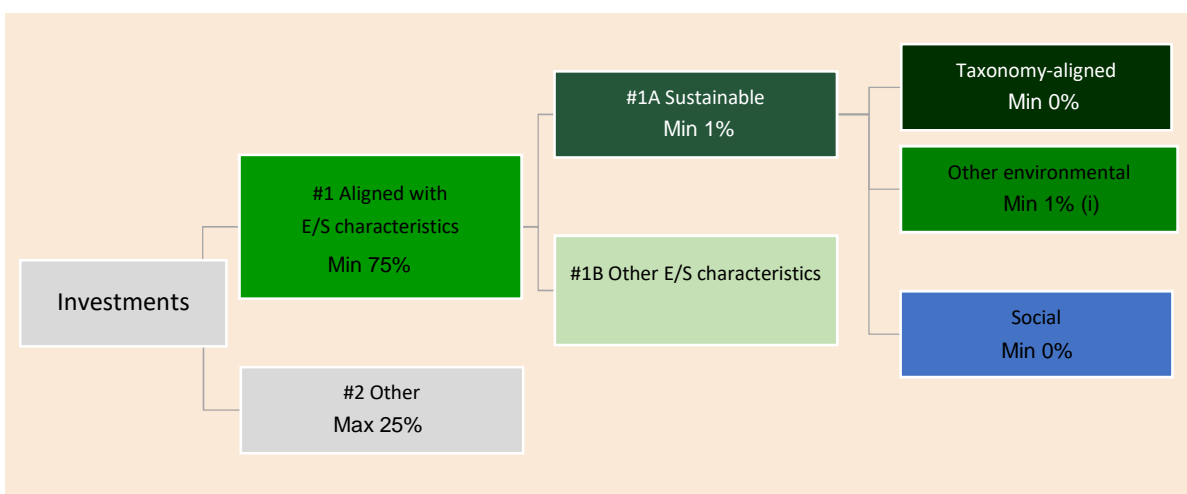 Investments
#1 Aligned with
E/S characteristics
Min 75%
#2 Other
Max 25%
#1A Sustainable
Min 1%
#1B Other E/S characteristics
Taxonomy-aligned
Min 0%
Other environmental
Min 1% (i)
Social
Min 0%